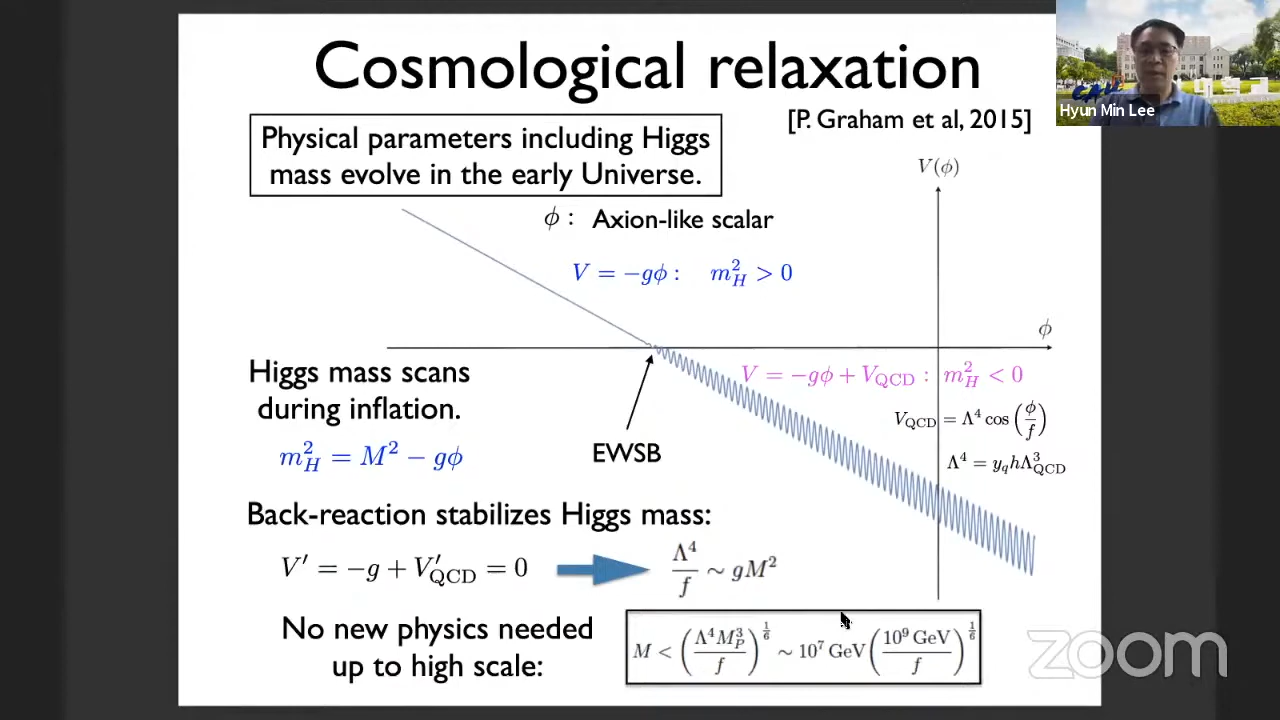 Cosmological relaxation
[P. Graham et al, 2015]
Hyun Min Lee
Physical parameters including Higgs
mass evolve in the early Universe.
V(ϕ)
ϕ : Axion-like scalar
V = −gϕ : m_H^2 > 0
ϕ
Higgs mass scans
during inflation.
m_H^2 = M^2 − gϕ
EWSB
V = −gϕ + V_QCD : m_H^2 < 0
V_QCD = Λ^4 cos(ϕ/f)
Λ^4 = y_q hΛ_QCD^3
Back-reaction stabilizes Higgs mass:
V′ = −g + V′_QCD = 0
Λ^4/f ∼ gM^2
No new physics needed
up to high scale:
M < (Λ^4 M_P^3/f)^{1/6} ∼ 10^7 GeV(10^9 GeV/f)^{1/6}
zoom